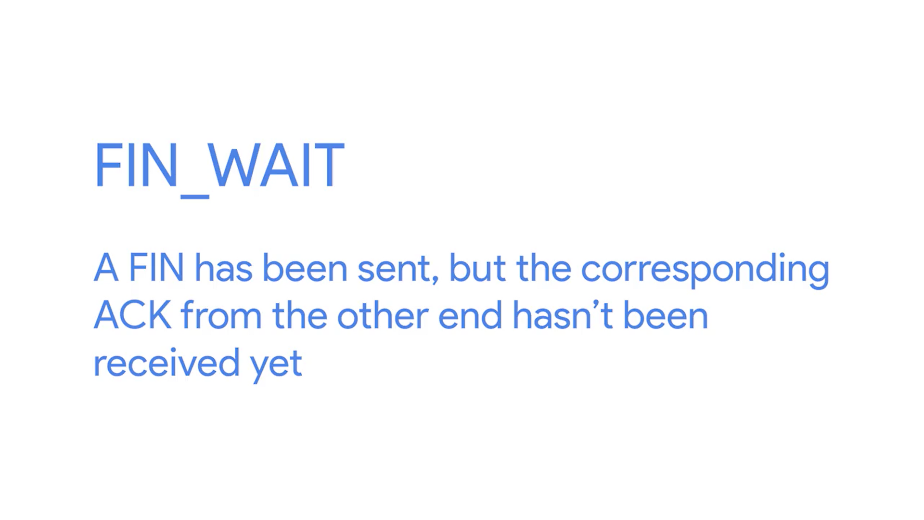 FIN_WAIT
A FIN has been sent, but the corresponding
ACK from the other end hasn’t been
received yet